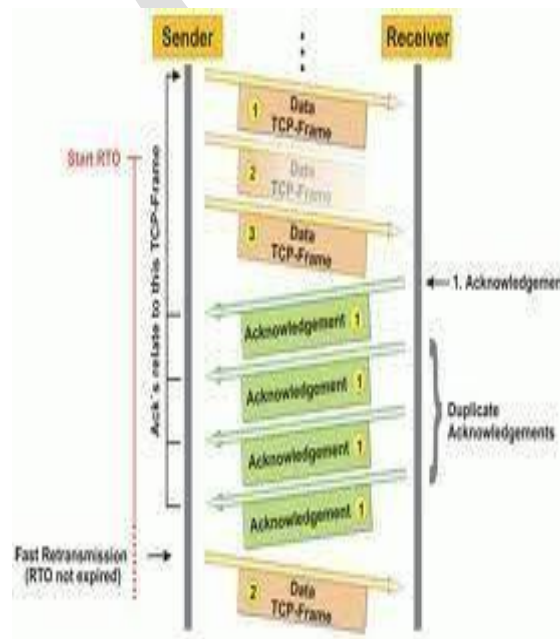 Sender
Receiver
1
Data
TCP-Frame
Start RTO
2
Data
TCP-Frame
3
Data
TCP-Frame
Ack's relate to this TCP-Frame
1. Acknowledgemen
Acknowledgement 1
Acknowledgement 1
Acknowledgement 1
Acknowledgement 1
Duplicate
Acknowledgements
Fast Retransmission
(RTO not expired)
2
Data
TCP-Frame